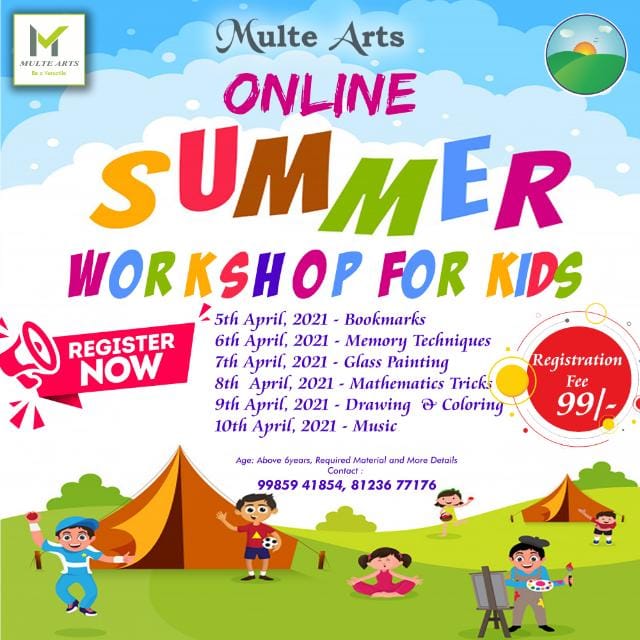 MULTE ARTS
Be a Versatile
Multe Arts
ONLINE
SUMMER
WORKSHOP FOR KIDS
REGISTER
NOW
5th April, 2021 - Bookmarks
6th April, 2021 - Memory Techniques
7th April, 2021 - Glass Painting
8th April, 2021 - Mathematics Tricks
9th April, 2021 - Drawing & Coloring
10th April, 2021 - Music
Registration
Fee
99/-
Age: Above 6years, Required Material and More Details
Contact :
99859 41854, 81236 77176